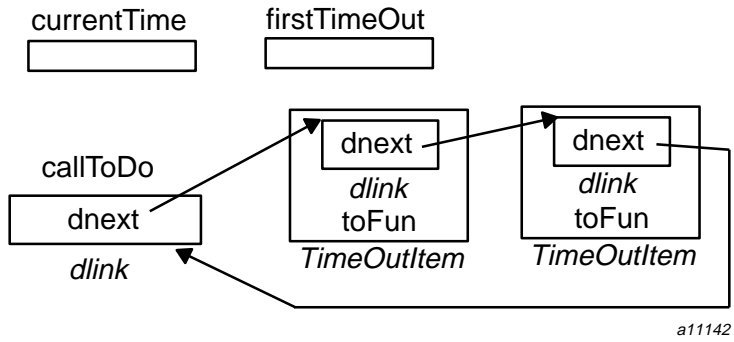 currentTime
firstTimeOut
callToDo
dnext
dlink
dnext
dlink
toFun
TimeOutItem
dnext
dlink
toFun
TimeOutItem
a11142